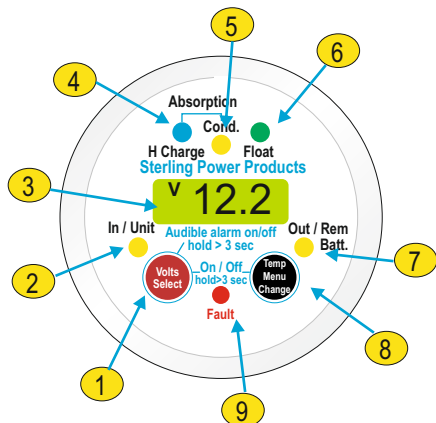 5
6
4
Absorption
Cond.
H Charge
Float
Sterling Power Products
3
V 12.2
In / Unit
Out / Rem
Batt.
Audible alarm on/off
hold > 3 sec
2
7
Volts
Select
On / Off
hold>3 sec
Temp
Menu
Change
Fault
1
8
9